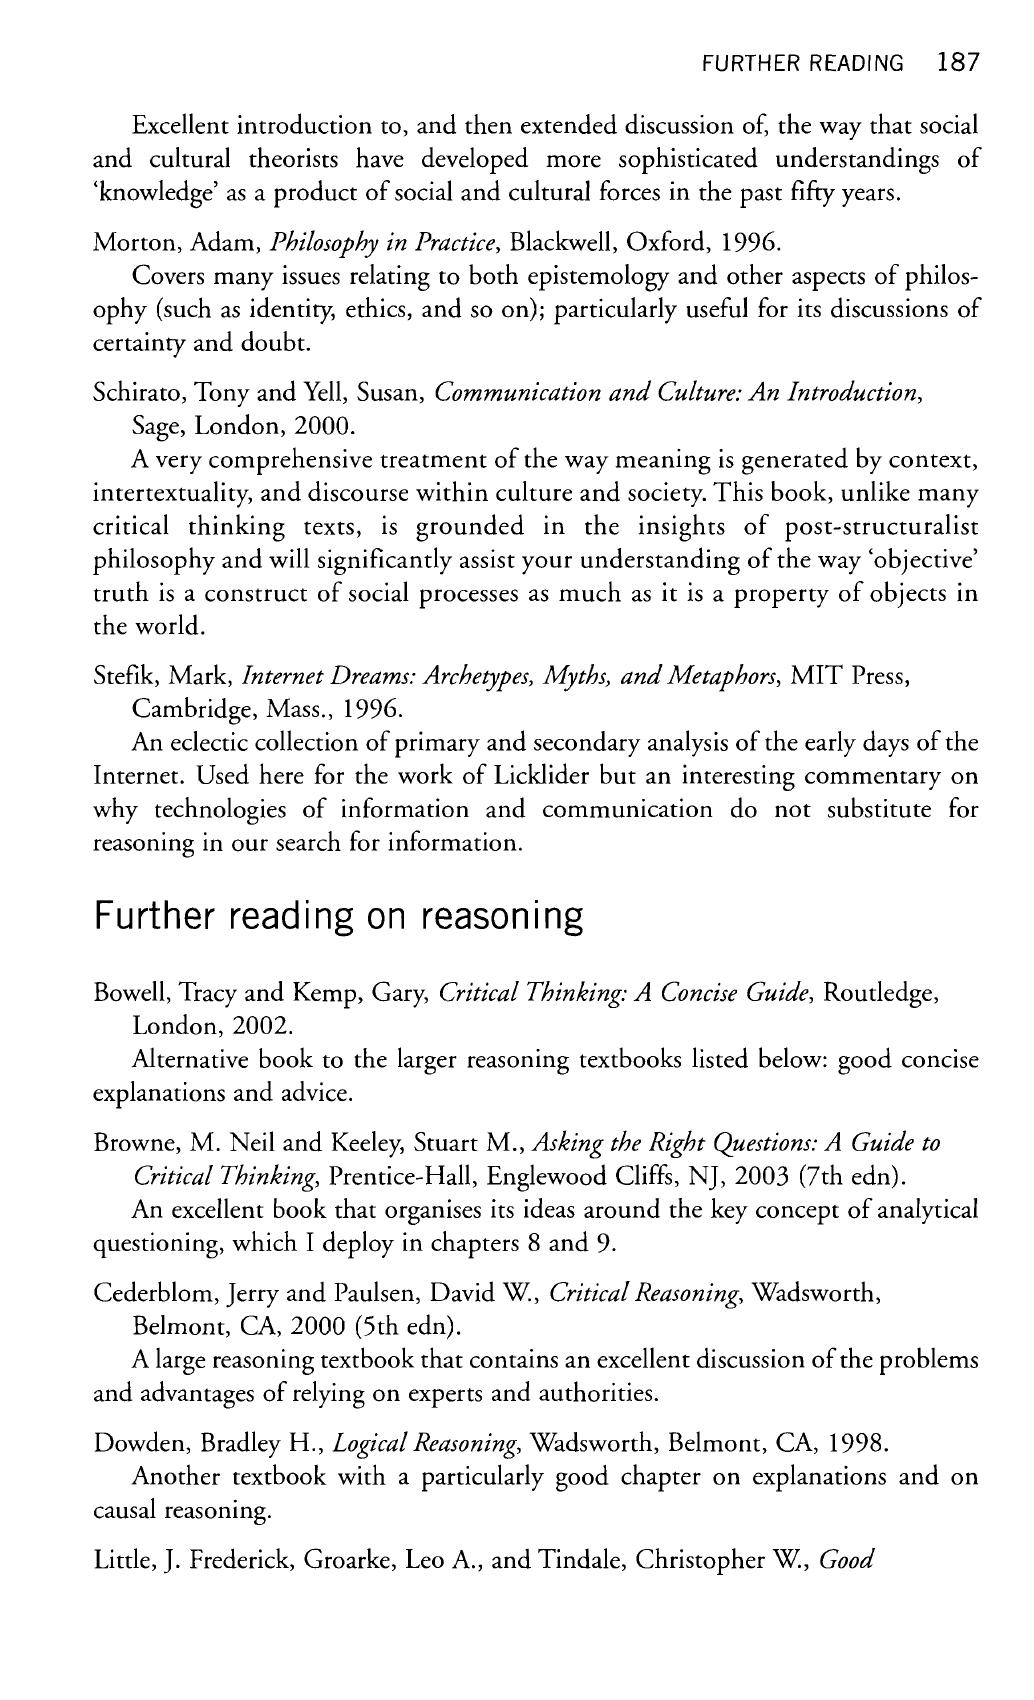 FURTHER READING 187
Excellent introduction to, and then extended discussion of, the way that social
and cultural theorists have developed more sophisticated understandings of
‘knowledge’ as a product of social and cultural forces in the past fifty years.
Morton, Adam, Philosophy in Practice, Blackwell, Oxford, 1996.
Covers many issues relating to both epistemology and other aspects of philos-
ophy (such as identity, ethics, and so on); particularly useful for its discussions of
certainty and doubt.
Schirato, Tony and Yell, Susan, Communication and Culture: An Introduction,
Sage, London, 2000.
A very comprehensive treatment of the way meaning is generated by context,
intertextuality, and discourse within culture and society. This book, unlike many
critical thinking texts, is grounded in the insights of post-structuralist
philosophy and will significantly assist your understanding of the way ‘objective’
truth is a construct of social processes as much as it is a property of objects in
the world.
Stefik, Mark, Internet Dreams: Archetypes, Myths, and Metaphors, MIT Press,
Cambridge, Mass., 1996.
An eclectic collection of primary and secondary analysis of the early days of the
Internet. Used here for the work of Licklider but an interesting commentary on
why technologies of information and communication do not substitute for
reasoning in our search for information.
Further reading on reasoning
Bowell, Tracy and Kemp, Gary, Critical Thinking: A Concise Guide, Routledge,
London, 2002.
Alternative book to the larger reasoning textbooks listed below: good concise
explanations and advice.
Browne, M. Neil and Keeley, Stuart M., Asking the Right Questions: A Guide to
Critical Thinking, Prentice-Hall, Englewood Cliffs, NJ, 2003 (7th edn).
An excellent book that organises its ideas around the key concept of analytical
questioning, which I deploy in chapters 8 and 9.
Cederblom, Jerry and Paulsen, David W., Critical Reasoning, Wadsworth,
Belmont, CA, 2000 (5th edn).
A large reasoning textbook that contains an excellent discussion of the problems
and advantages of relying on experts and authorities.
Dowden, Bradley H., Logical Reasoning, Wadsworth, Belmont, CA, 1998.
Another textbook with a particularly good chapter on explanations and on
causal reasoning.
Little, J. Frederick, Groarke, Leo A., and Tindale, Christopher W., Good